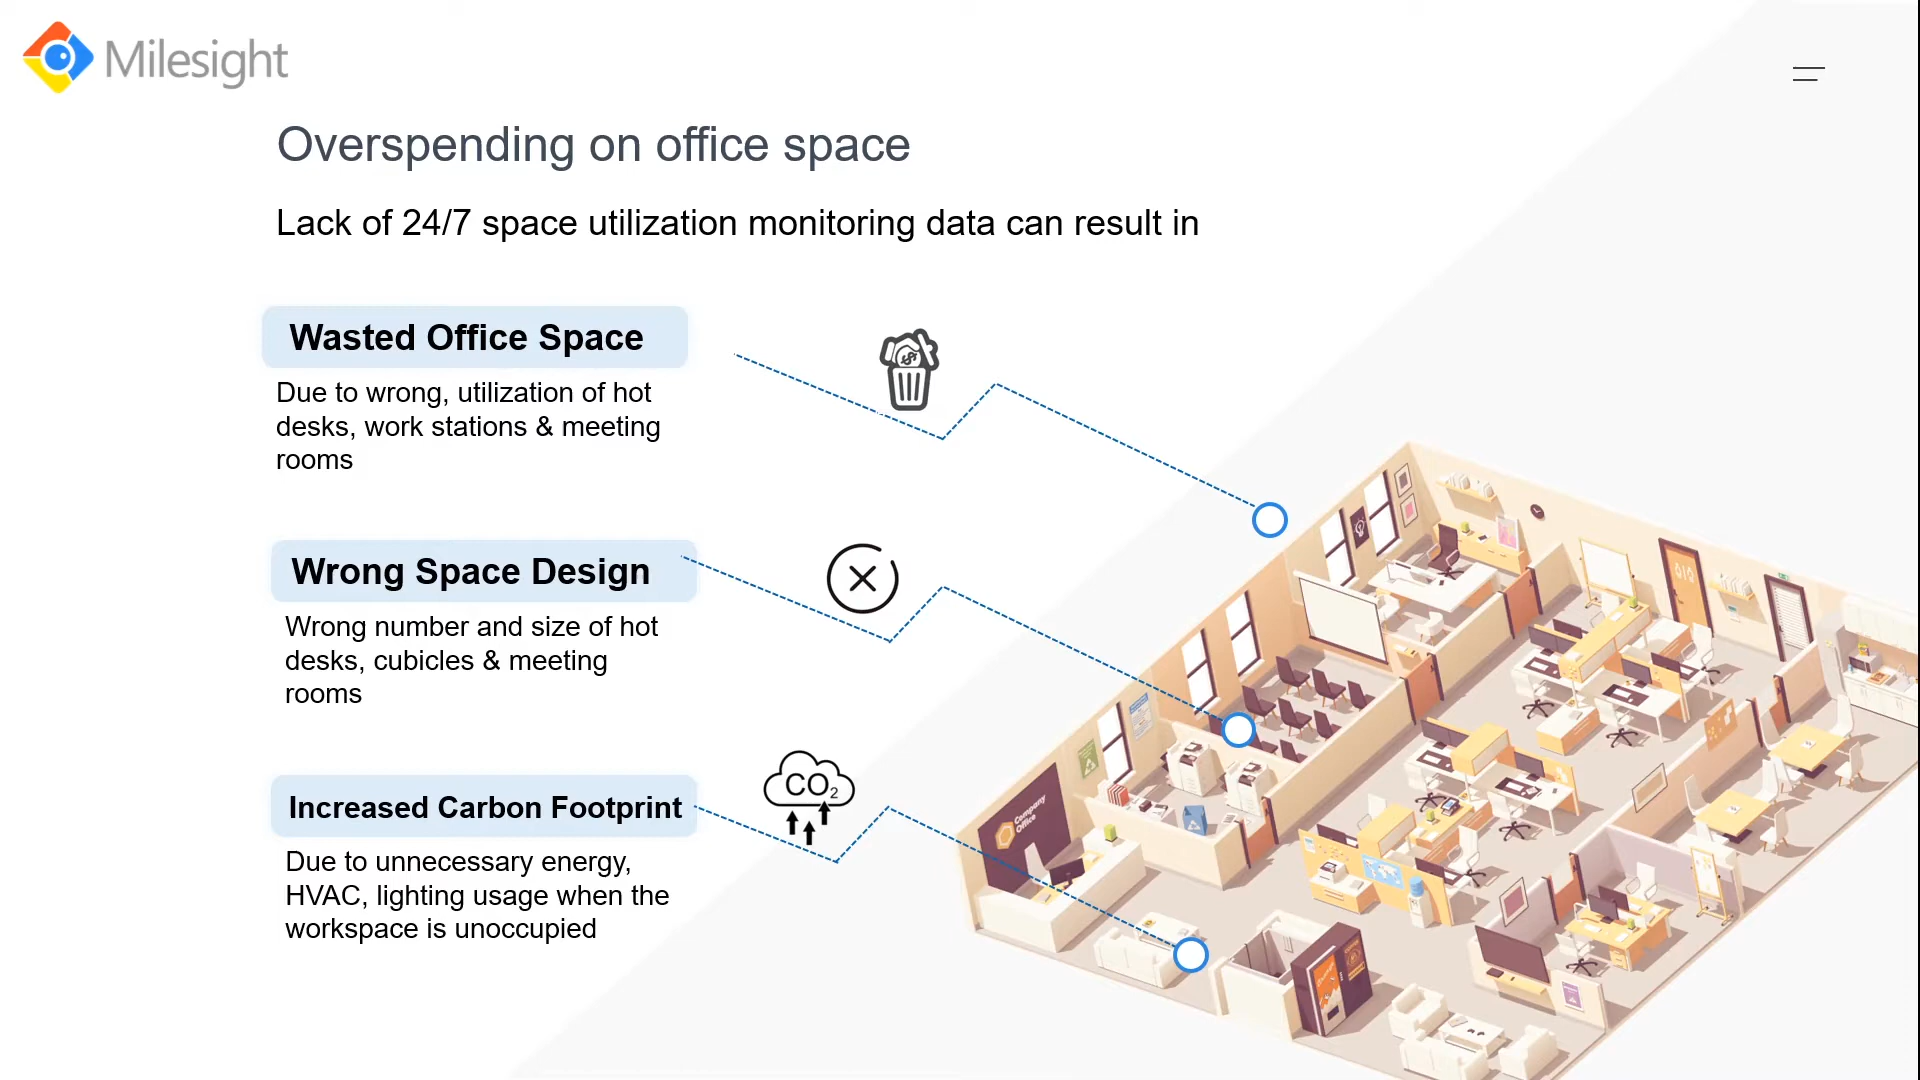 Milesight
Overspending on office space
Lack of 24/7 space utilization monitoring data can result in
Wasted Office Space
Due to wrong, utilization of hot
desks, work stations & meeting
rooms
Wrong Space Design
Wrong number and size of hot
desks, cubicles & meeting
rooms
Increased Carbon Footprint
Due to unnecessary energy,
HVAC, lighting usage when the
workspace is unoccupied
$
CO₂
Company
Office